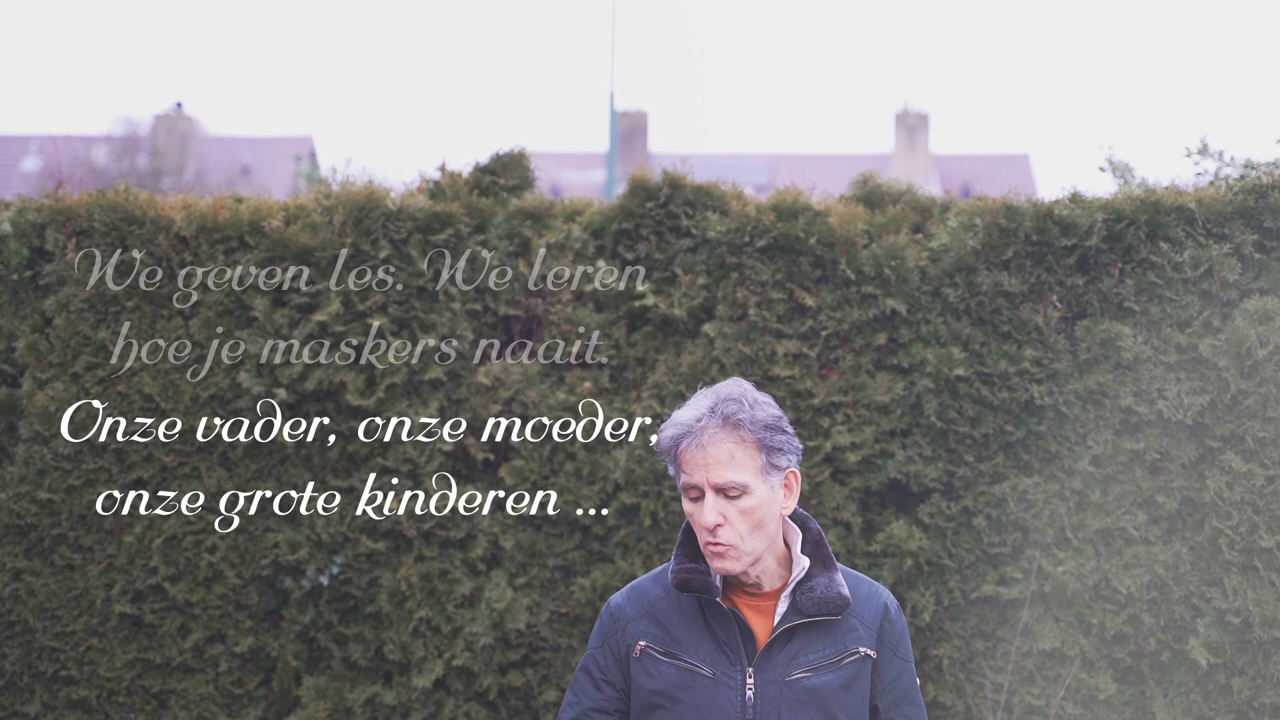 We geven les. We leren
hoe je maskers naait.
Onze vader, onze moeder,
onze grote kinderen ...